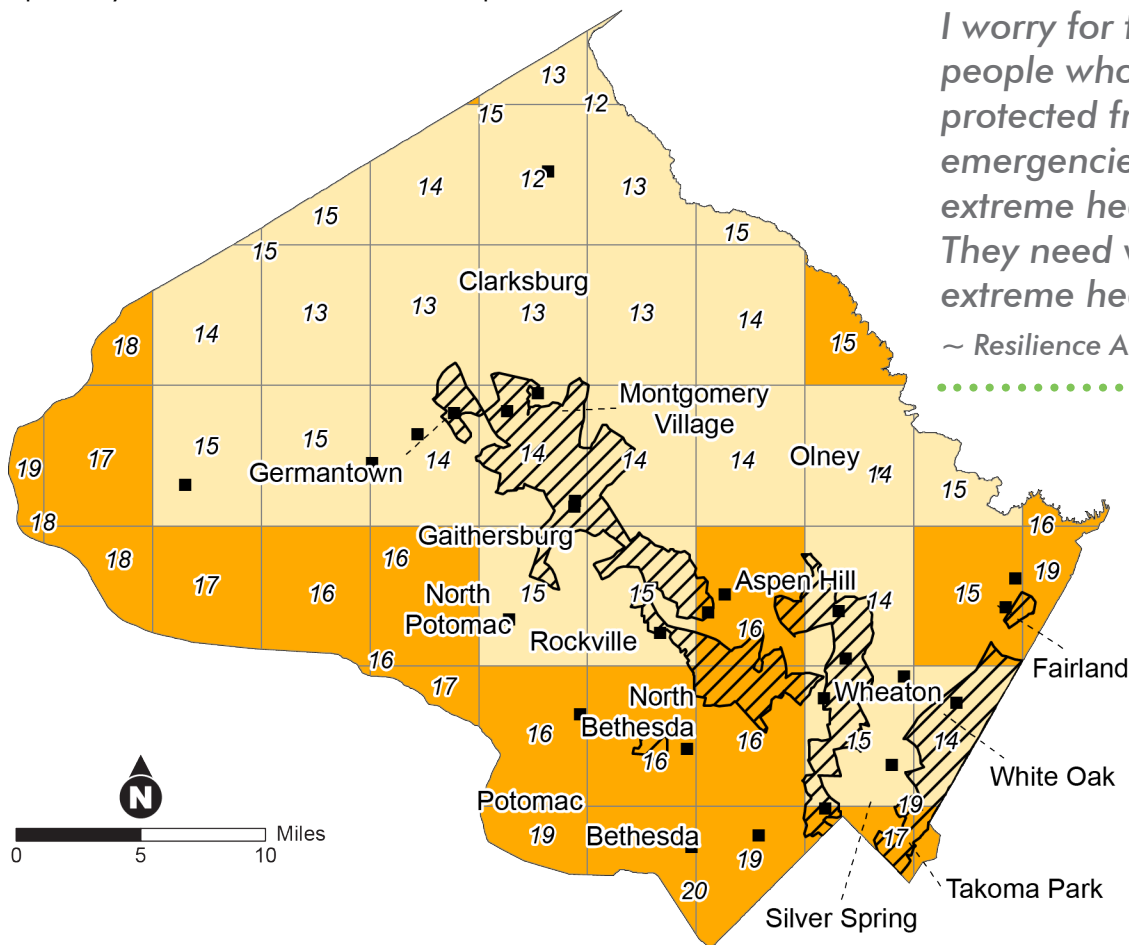 I worry for
people who
protected
emergencie
extreme hea
They need
extreme hea
~ Resilience A
13
12
15
14
12
13
15
15
15
Clarksburg
13
13
13
13
14
14
18
15
Montgomery
Village
15
15
14
14
14
14
Olney
14
15
19
17
Germantown
18
16
Gaithersburg
18
17
16
16
North
Potomac
15
15
Aspen Hill
16
14
15
19
Rockville
16
17
North
Bethesda
Wheaton
Fairland
16
16
16
15
14
White Oak
Potomac
19
N
Miles
0
5
10
19
Bethesda
19
17
20
Takoma Park
Silver Spring